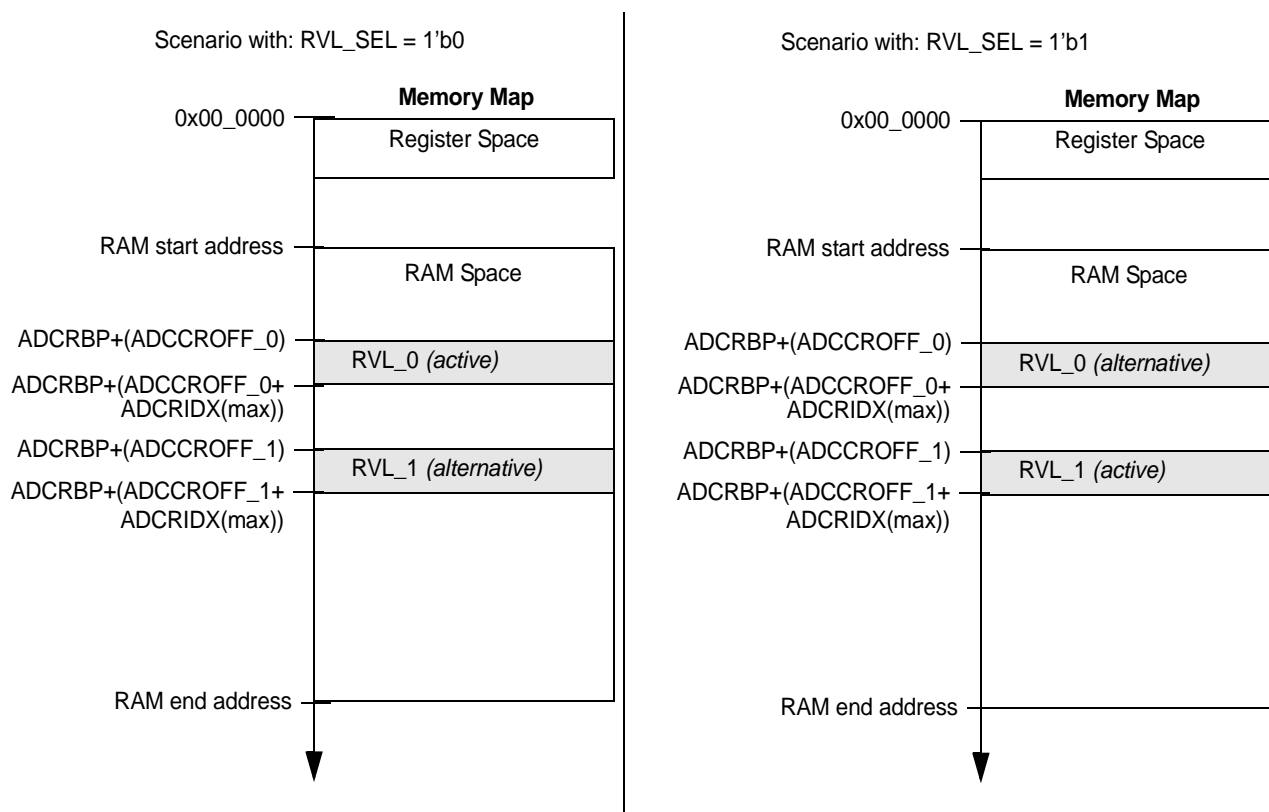 Scenario with: RVL_SEL = 1'b0
Memory Map
0x00_0000
Register Space
RAM start address
RAM Space
ADCRBP+(ADCCROFF_0)
RVL_0 (active)
ADCRBP+(ADCCROFF_0+
ADCRIDX(max))
ADCRBP+(ADCCROFF_1)
RVL_1 (alternative)
ADCRBP+(ADCCROFF_1+
ADCRIDX(max))
RAM end address
Scenario with: RVL_SEL = 1'b1
Memory Map
0x00_0000
Register Space
RAM start address
RAM Space
ADCRBP+(ADCCROFF_0)
RVL_0 (alternative)
ADCRBP+(ADCCROFF_0+
ADCRIDX(max))
ADCRBP+(ADCCROFF_1)
RVL_1 (active)
ADCRBP+(ADCCROFF_1+
ADCRIDX(max))
RAM end address